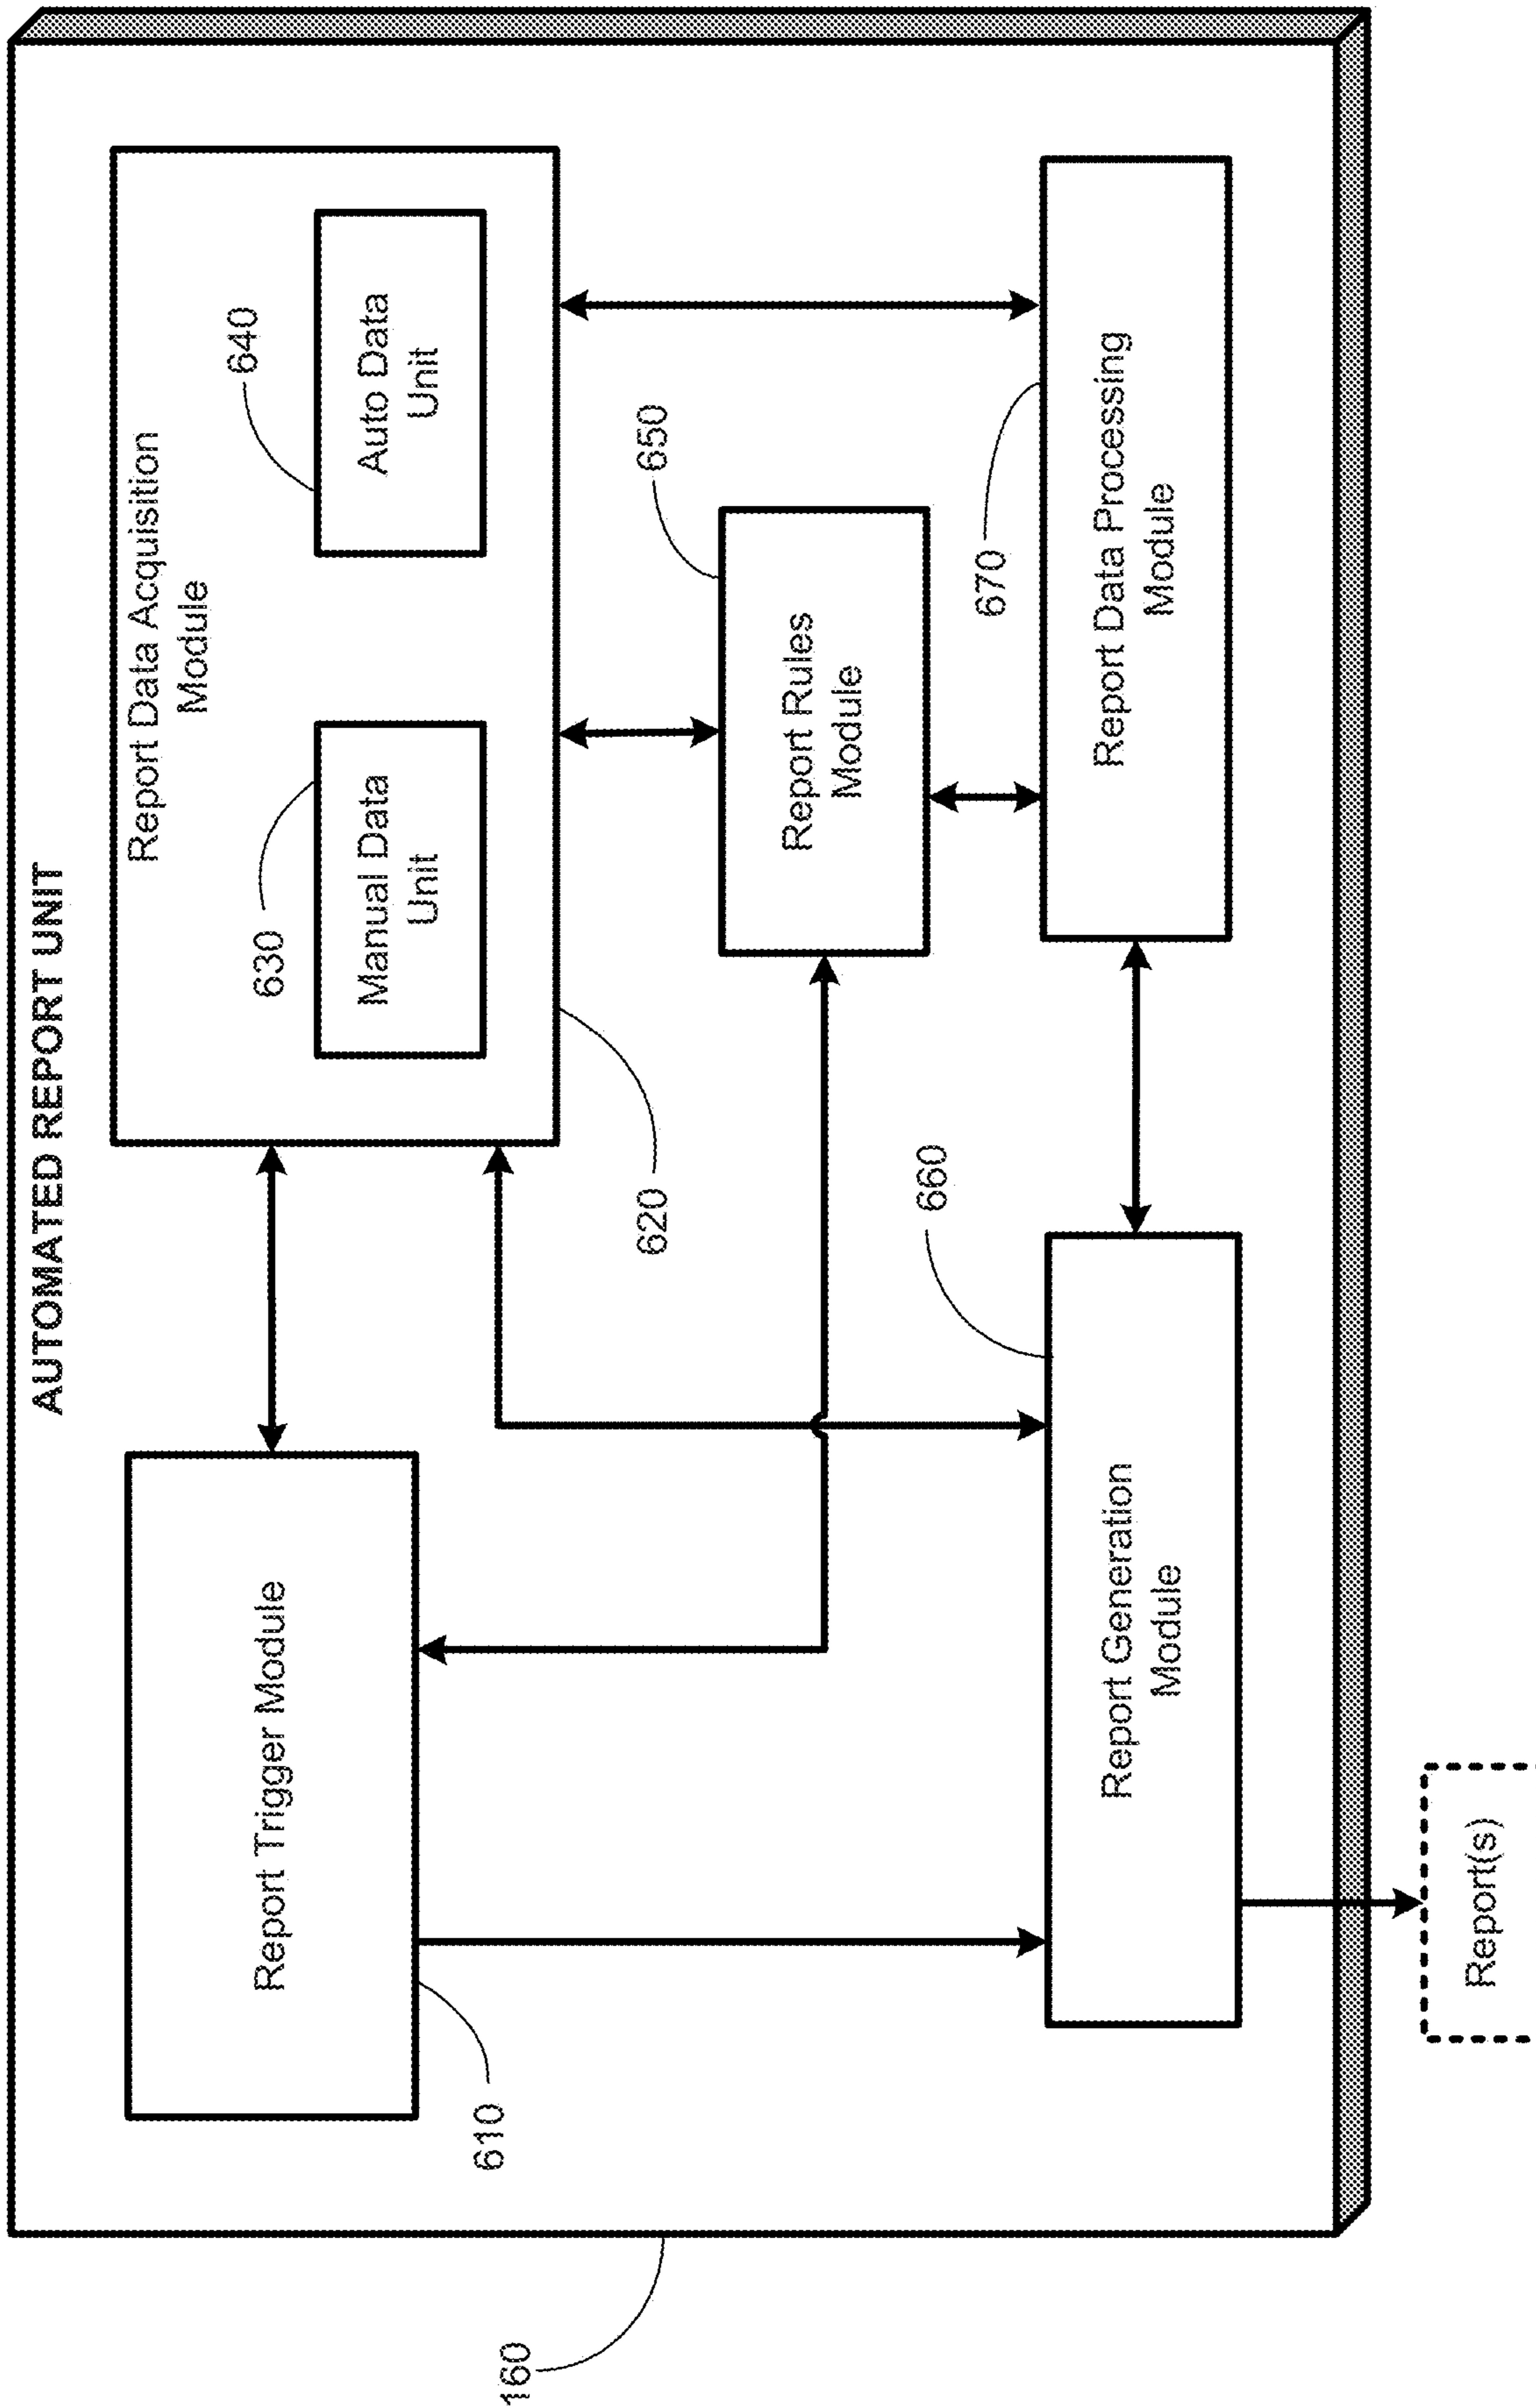 AUTOMATED REPORT UNIT
160
Report Trigger Module
610
Report Data Acquisition
Module
630
Manual Data
Unit
640
Auto Data
Unit
620
Report Rules
Module
650
660
Report Generation
Module
670
Report Data Processing
Module
Report(s)